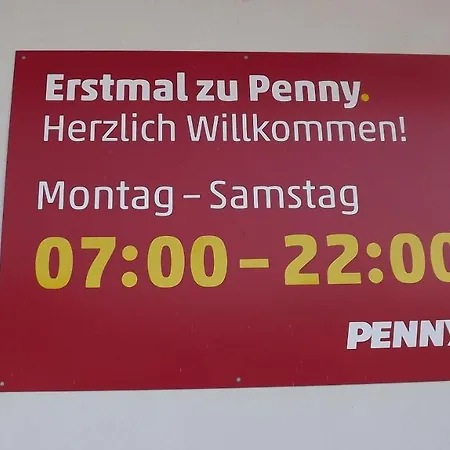 Erstmal zu Penny.
Herzlich Willkommen!
Montag – Samstag
07:00 – 22:00
PENNY